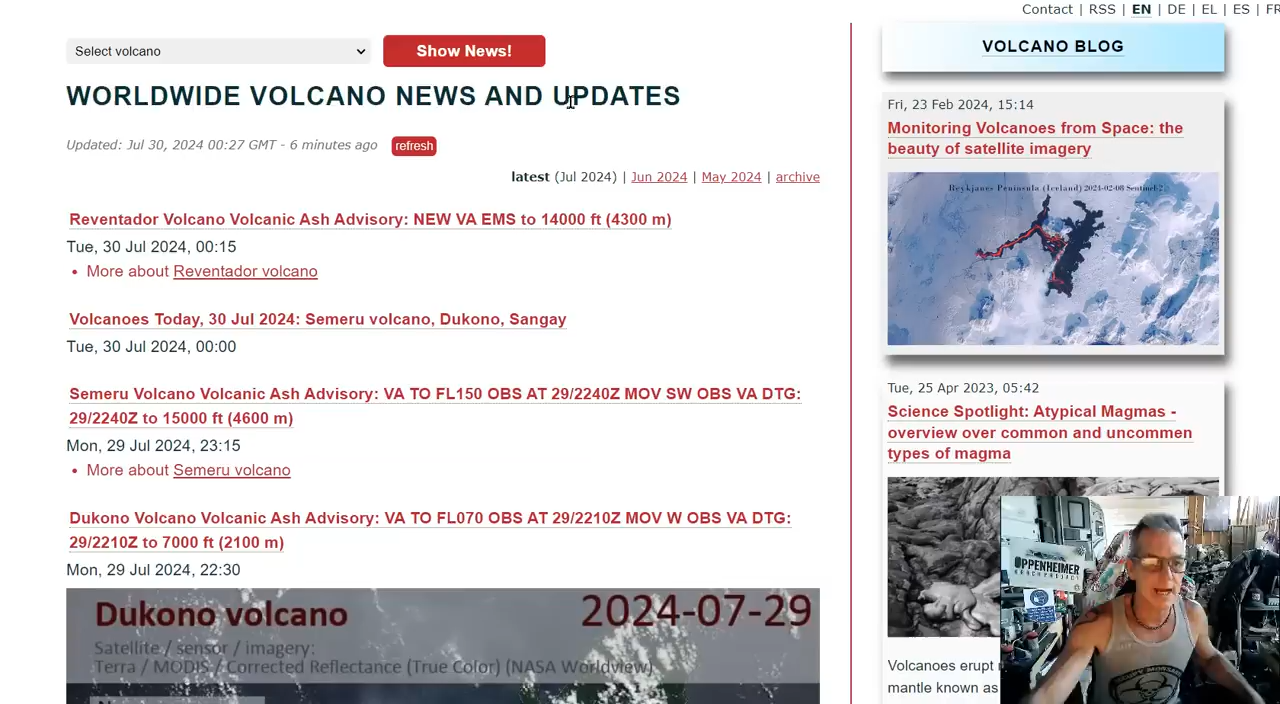 Contact | RSS | EN | DE | EL | ES | FR
Select volcano
Show News!
WORLDWIDE VOLCANO NEWS AND UPDATES
Updated: Jul 30, 2024 00:27 GMT - 6 minutes ago
refresh
latest (Jul 2024) | Jun 2024 | May 2024 | archive
Reventador Volcano Volcanic Ash Advisory: NEW VA EMS to 14000 ft (4300 m)
Tue, 30 Jul 2024, 00:15
• More about Reventador volcano
Volcanoes Today, 30 Jul 2024: Semeru volcano, Dukono, Sangay
Tue, 30 Jul 2024, 00:00
Semeru Volcano Volcanic Ash Advisory: VA TO FL150 OBS AT 29/2240Z MOV SW OBS VA DTG:
29/2240Z to 15000 ft (4600 m)
Mon, 29 Jul 2024, 23:15
• More about Semeru volcano
Dukono Volcano Volcanic Ash Advisory: VA TO FL070 OBS AT 29/2210Z MOV W OBS VA DTG:
29/2210Z to 7000 ft (2100 m)
Mon, 29 Jul 2024, 22:30
Dukono volcano
2024-07-29
Satellite / sensor / imagery:
Terra / MODIS / Corrected Reflectance (True Color) (NASA Worldview)
VOLCANO BLOG
Fri, 23 Feb 2024, 15:14
Monitoring Volcanoes from Space: the
beauty of satellite imagery
Reykjanes Peninsula (Iceland) 2024-02-08 Sentinel-2
Tue, 25 Apr 2023, 05:42
Science Spotlight: Atypical Magmas -
overview over common and uncommen
types of magma
Volcanoes erupt
mantle known as
OPPENHEIMER
RANCH PROJECT